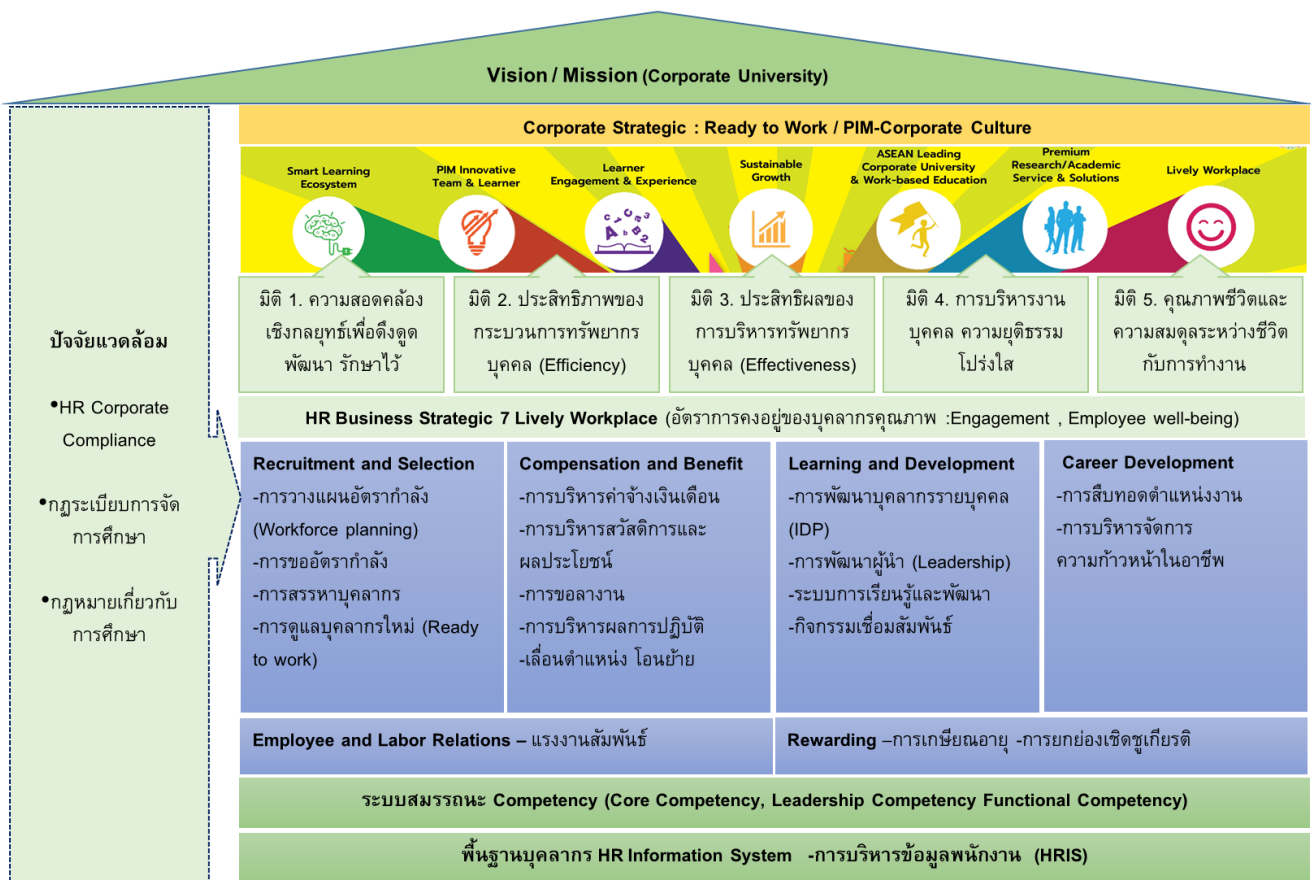 Vision / Mission (Corporate University)
ปัจจัยแวดล้อม
•HR Corporate
Compliance
•กฎระเบียบการจัด
การศึกษา
•กฎหมายเกี่ยวกับ
การศึกษา
Corporate Strategic : Ready to Work / PIM-Corporate Culture
Smart Learning
Ecosystem
PIM Innovative
Team & Learner
Learner
Engagement & Experience
Sustainable
Growth
ASEAN Leading
Corporate University
& Work-based Education
Premium
Research/Academic
Service & Solutions
Lively Workplace
มิติ 1. ความสอดคล้อง
เชิงกลยุทธ์เพื่อดึงดูด
พัฒนา รักษาไว้
มิติ 2. ประสิทธิภาพของ
กระบวนการทรัพยากร
บุคคล (Efficiency)
มิติ 3. ประสิทธิผลของ
การบริหารทรัพยากร
บุคคล (Effectiveness)
มิติ 4. การบริหารงาน
บุคคล ความยุติธรรม
โปร่งใส
มิติ 5. คุณภาพชีวิตและ
ความสมดุลระหว่างชีวิต
กับการทำงาน
HR Business Strategic 7 Lively Workplace (อัตราการคงอยู่ของบุคลากรคุณภาพ :Engagement , Employee well-being)
Recruitment and Selection
-การวางแผนอัตรากำลัง
(Workforce planning)
-การขออัตรากำลัง
-การสรรหาบุคลากร
-การดูแลบุคลากรใหม่ (Ready
to work)
Compensation and Benefit
-การบริหารค่าจ้างเงินเดือน
-การบริหารสวัสดิการและ
ผลประโยชน์
-การขอลางาน
-การบริหารผลการปฏิบัติ
-เลื่อนตำแหน่ง โอนย้าย
Learning and Development
-การพัฒนาบุคลากรรายบุคคล
(IDP)
-การพัฒนาผู้นำ (Leadership)
-ระบบการเรียนรู้และพัฒนา
-กิจกรรมเชื่อมสัมพันธ์
Career Development
-การสืบทอดตำแหน่งงาน
-การบริหารจัดการ
ความก้าวหน้าในอาชีพ
Employee and Labor Relations – แรงงานสัมพันธ์
Rewarding –การเกษียณอายุ -การยกย่องเชิดชูเกียรติ
ระบบสมรรถนะ Competency (Core Competency, Leadership Competency Functional Competency)
พื้นฐานบุคลากร HR Information System -การบริหารข้อมูลพนักงาน (HRIS)